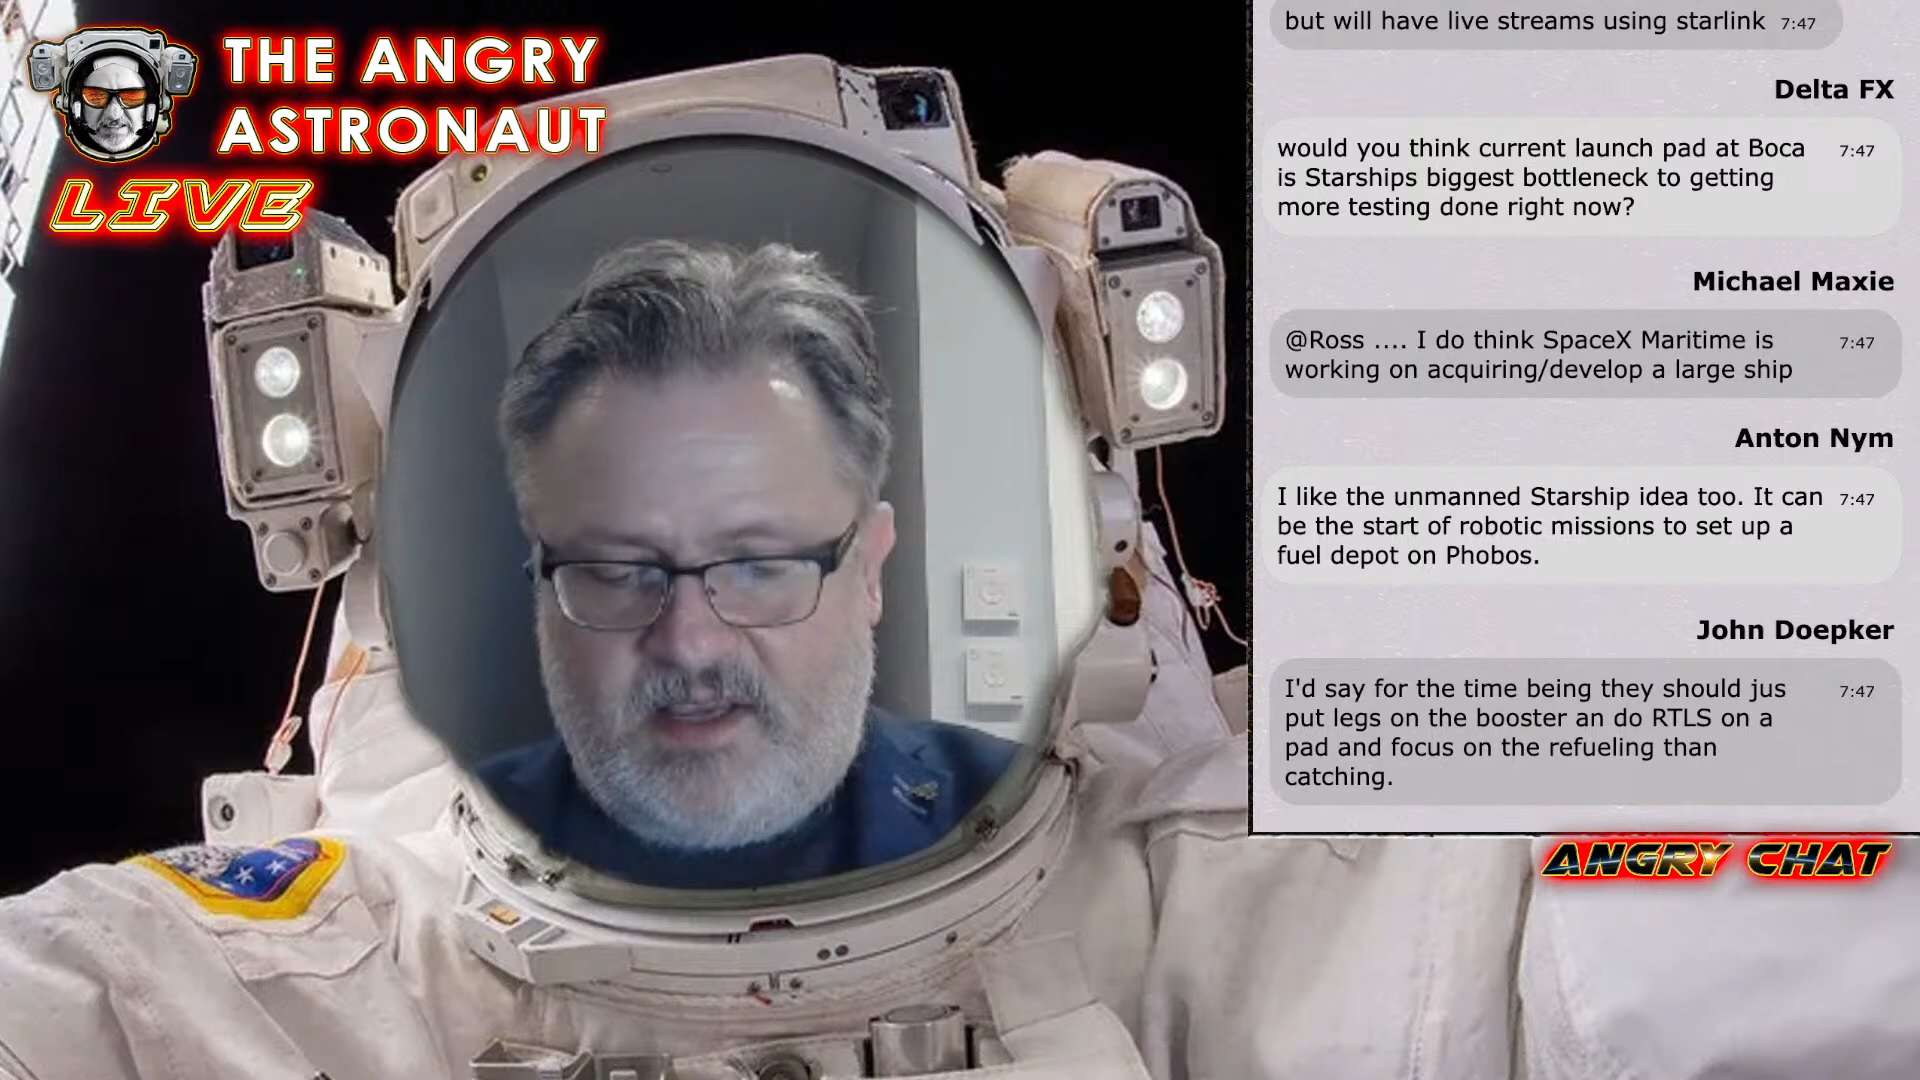 THE ANGRY
ASTRONAUT
LIVE
but will have live streams using starlink 7:47
Delta FX
would you think current launch pad at Boca 7:47
is Starships biggest bottleneck to getting
more testing done right now?
Michael Maxie
@Ross .... I do think SpaceX Maritime is 7:47
working on acquiring/develop a large ship
Anton Nym
I like the unmanned Starship idea too. It can 7:47
be the start of robotic missions to set up a
fuel depot on Phobos.
John Doepker
I'd say for the time being they should jus 7:47
put legs on the booster an do RTLS on a
pad and focus on the refueling than
catching.
ANGRY CHAT